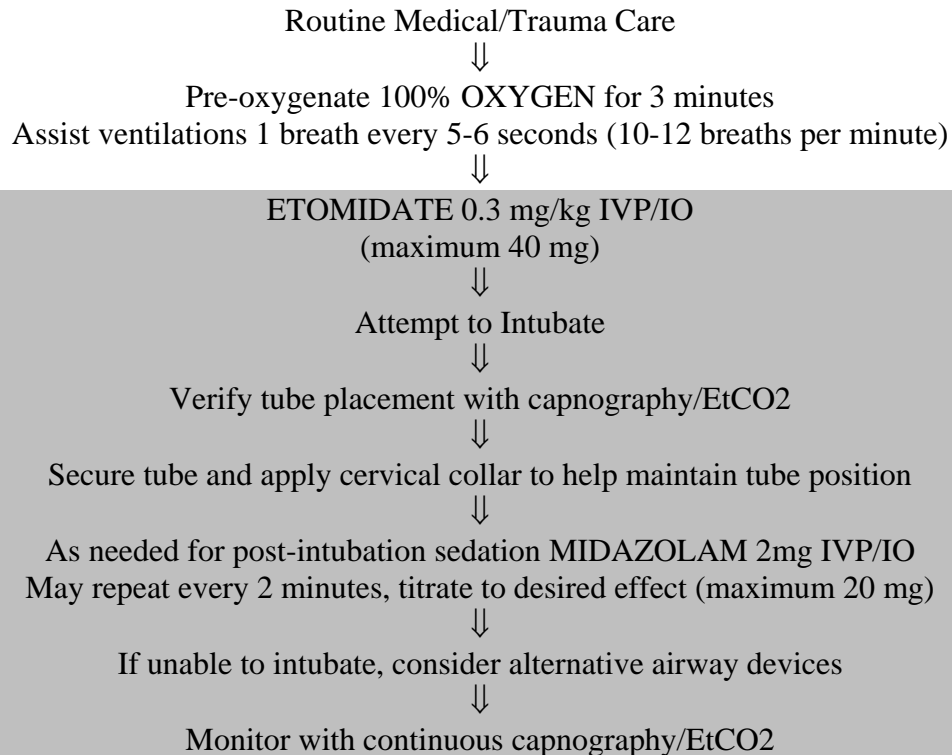 Routine Medical/Trauma Care
⇓
Pre-oxygenate 100% OXYGEN for 3 minutes
Assist ventilations 1 breath every 5-6 seconds (10-12 breaths per minute)
⇓
ETOMIDATE 0.3 mg/kg IVP/IO
(maximum 40 mg)
⇓
Attempt to Intubate
⇓
Verify tube placement with capnography/EtCO2
⇓
Secure tube and apply cervical collar to help maintain tube position
⇓
As needed for post-intubation sedation MIDAZOLAM 2mg IVP/IO
May repeat every 2 minutes, titrate to desired effect (maximum 20 mg)
⇓
If unable to intubate, consider alternative airway devices
⇓
Monitor with continuous capnography/EtCO2